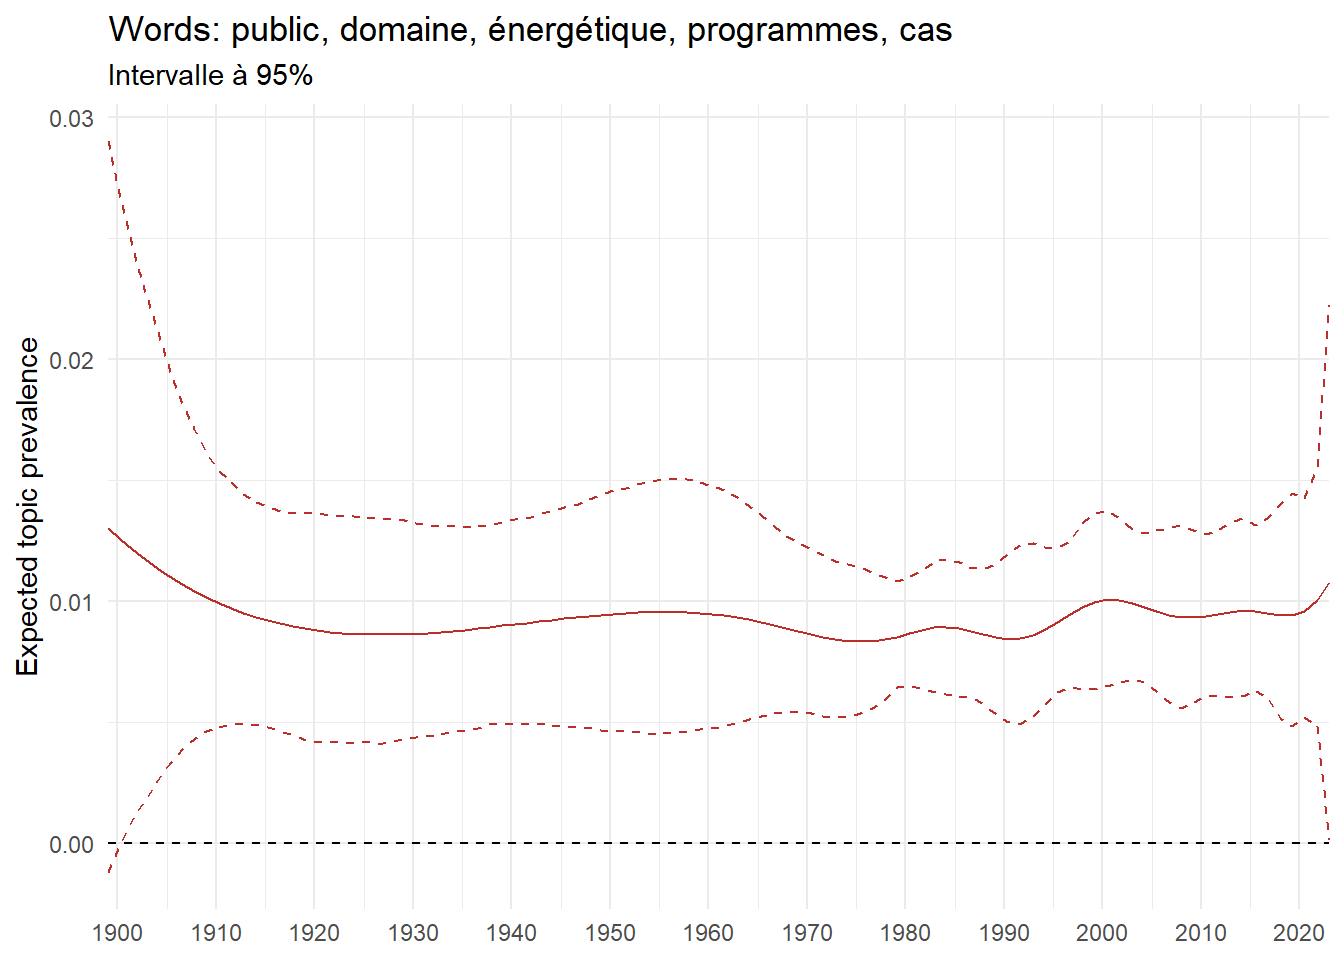 Words: public, domaine, énergétique, programmes, cas
Intervalle à 95%
Expected topic prevalence
0.03
0.02
0.01
0.00
1900 1910 1920 1930 1940 1950 1960 1970 1980 1990 2000 2010 2020